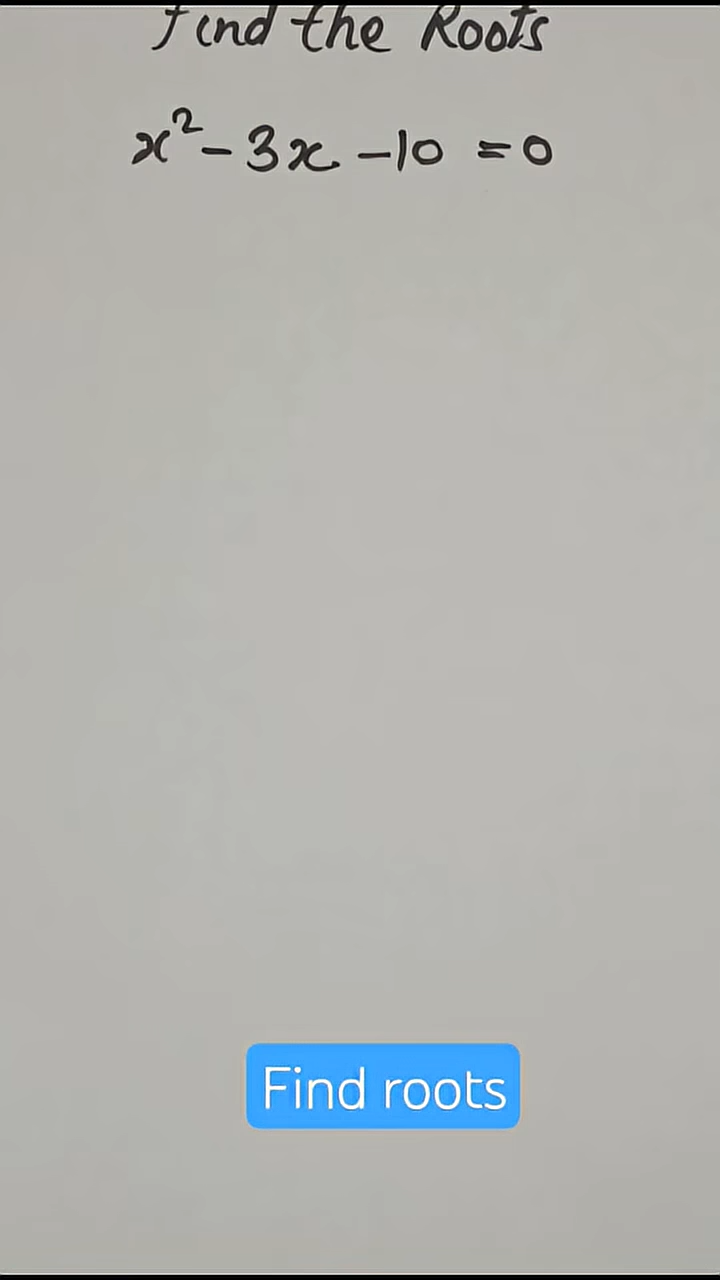 Find the Roots
x² - 3x - 10 = 0
Find roots